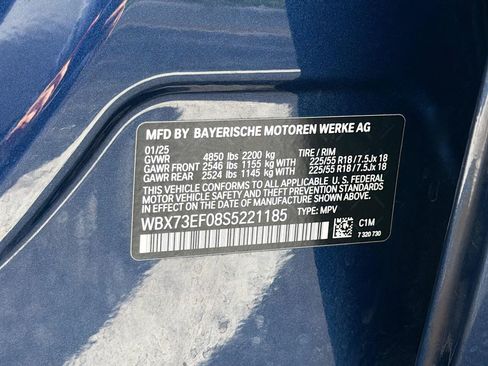 MFD BY BAYERISCHE MOTOREN WERKE AG
01/25 TIRE / RIM
GVWR 4850 lbs 2200 kg
GAWR FRONT 2546 lbs 1155 kg WITH 225/55 R18 / 7.5Jx 18
GAWR REAR 2524 lbs 1145 kg WITH 225/55 R18 / 7.5Jx 18
THIS VEHICLE CONFORMS TO ALL APPLICABLE U.S. FEDERAL
MOTOR VEHICLE SAFETY AND THEFT PREVENTION STANDARDS
IN EFFECT ON THE DATE OF MANUFACTURE SHOWN ABOVE.
WBX73EF08S5221185 TYPE: MPV
C1M
7 320 730